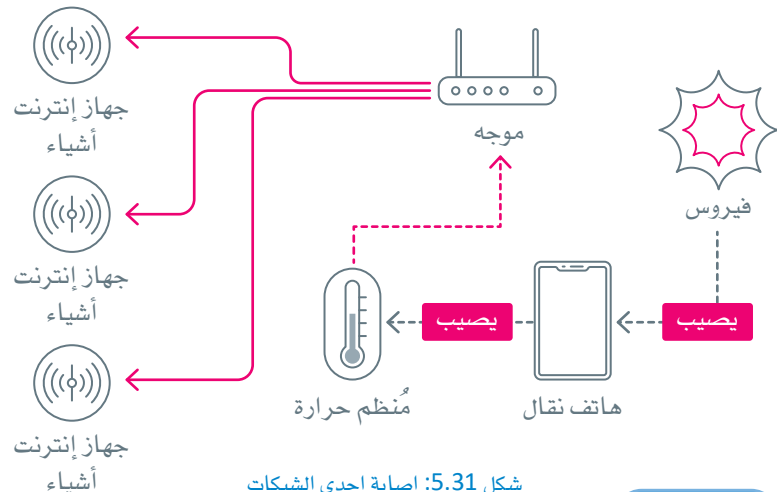 فيروس
يصيب
هاتف نقال
يصيب
مُنظم حرارة
موجه
جهاز إنترنت
أشياء
جهاز إنترنت
أشياء
جهاز إنترنت
أشياء
شكل 5.31: إصابة إحدى الشبكات